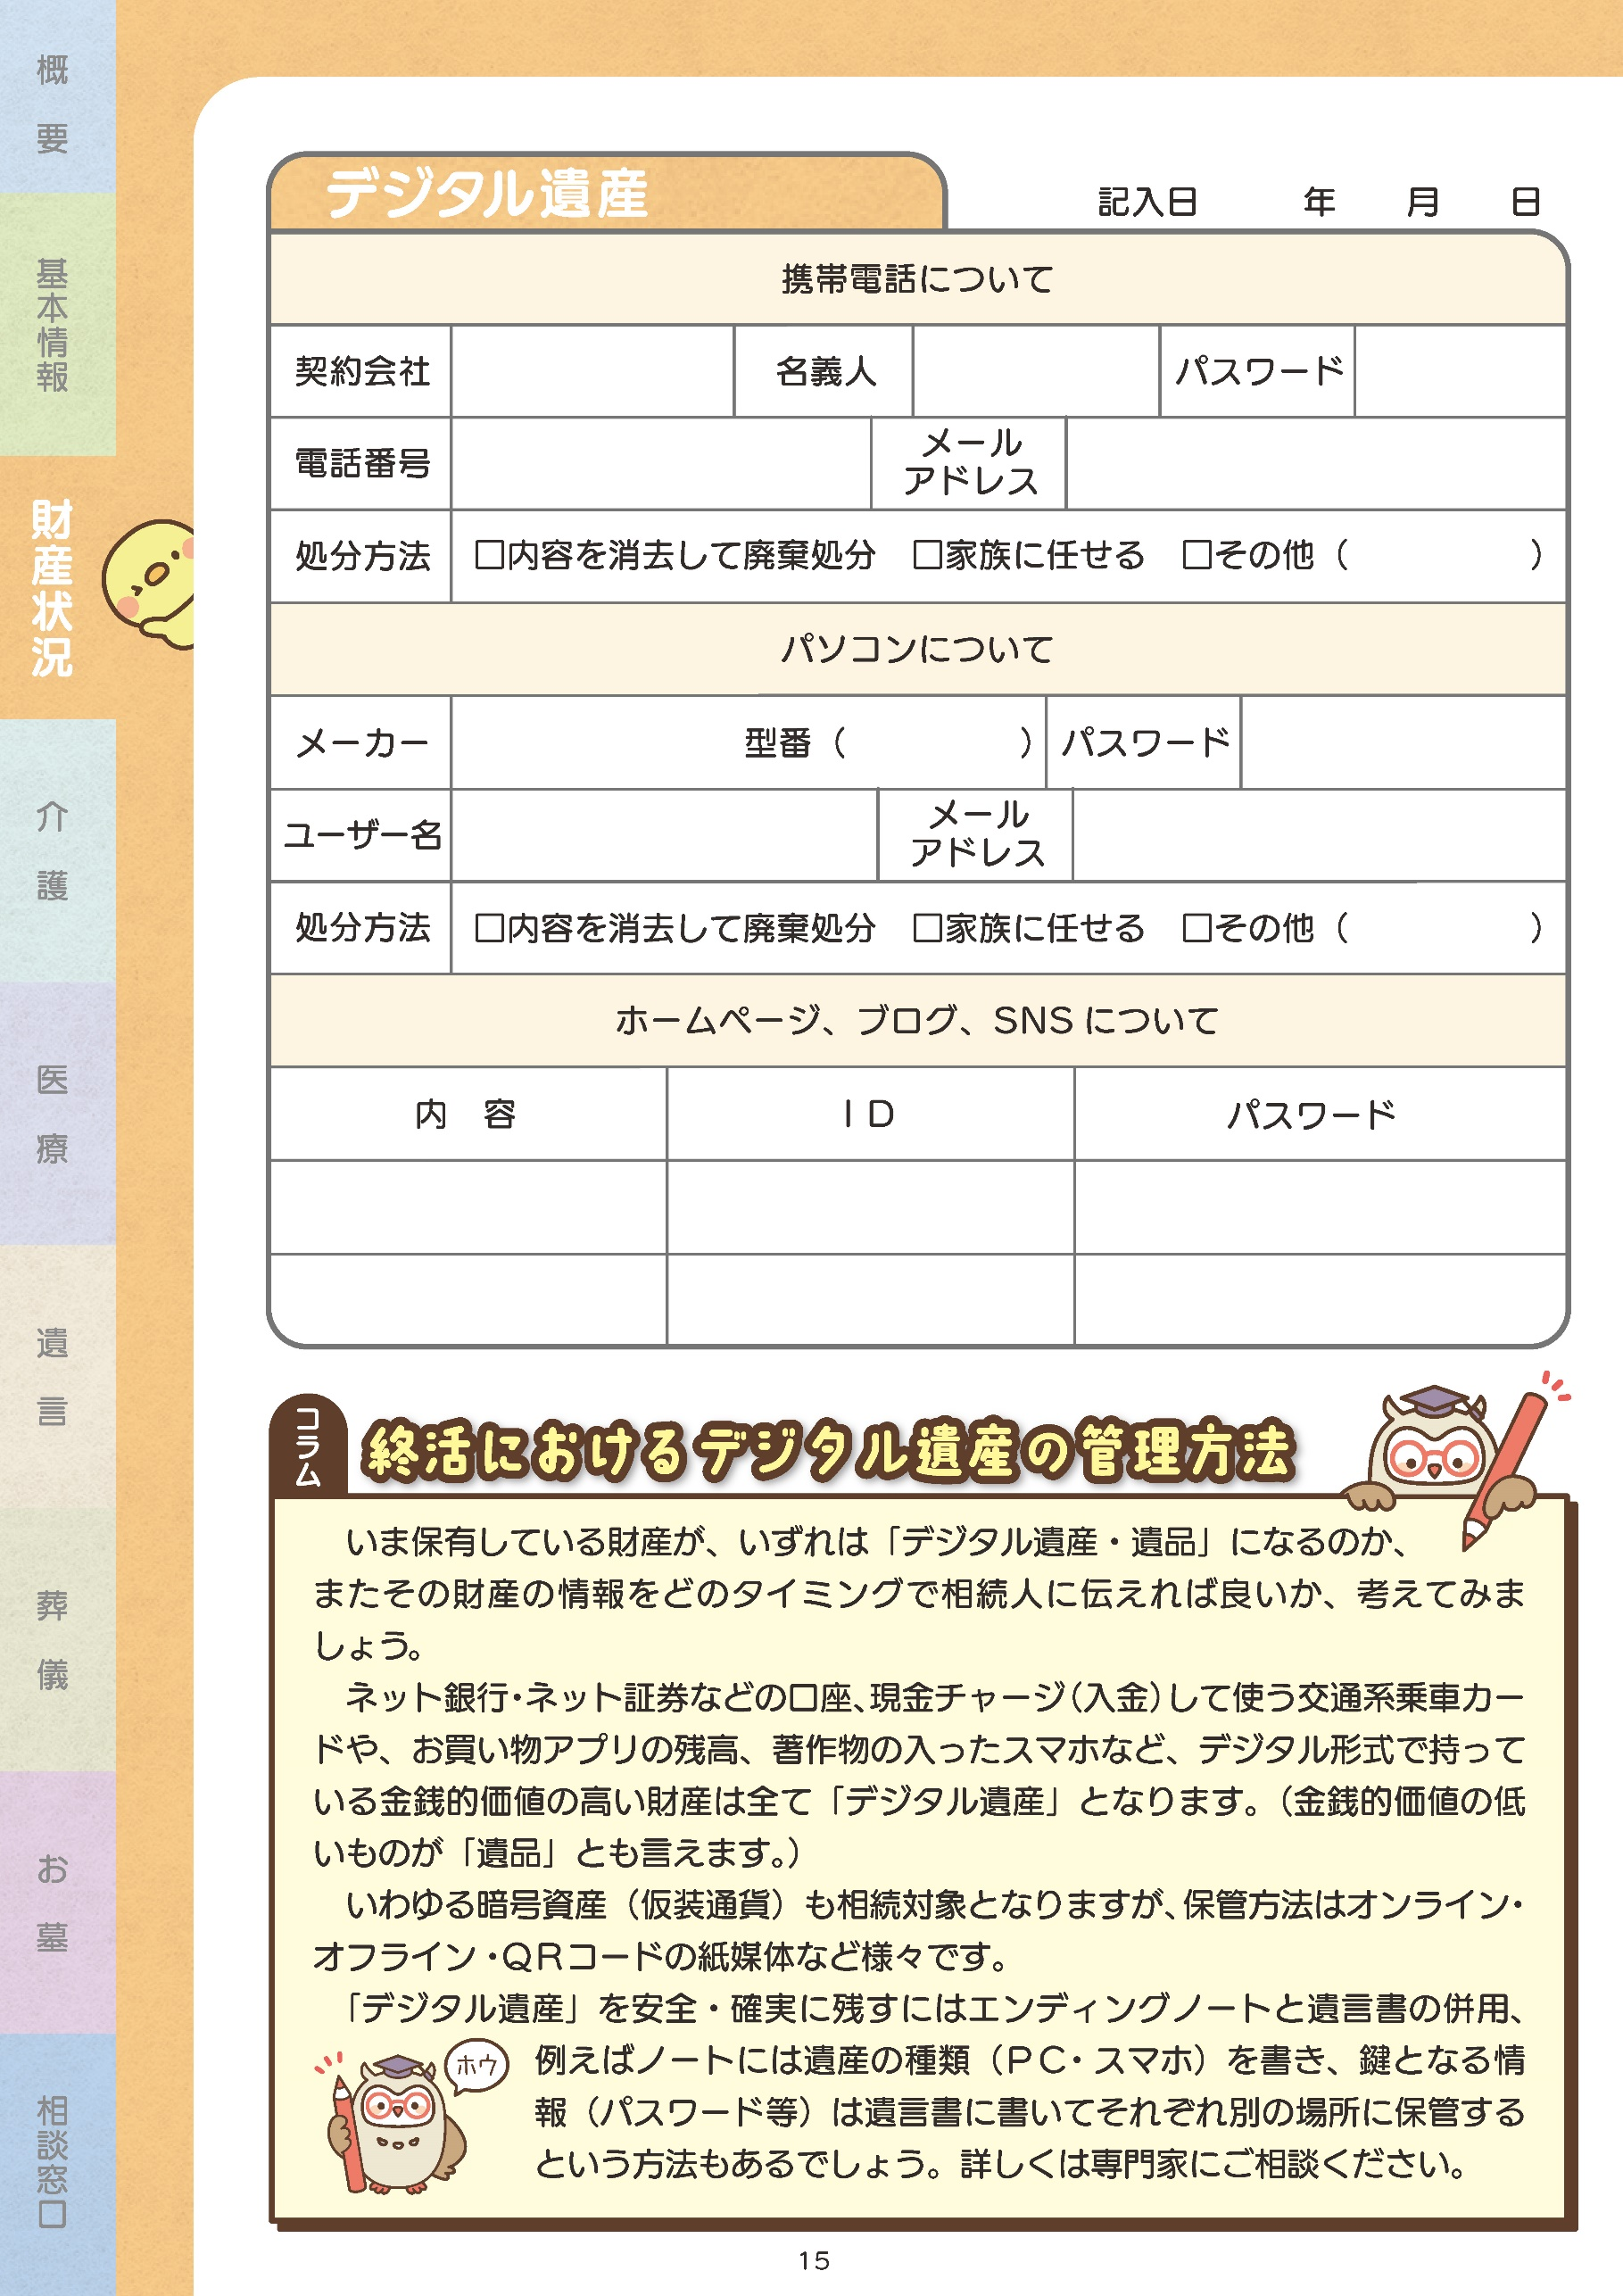 概要
基本情報
財産状況
介護
医療
遺言
葬儀
お墓
相談窓口
デジタル遺産
記入日　年　月　日
携帯電話について
契約会社　名義人　パスワード
電話番号　メールアドレス
処分方法　□内容を消去して廃棄処分　□家族に任せる　□その他（　）
パソコンについて
メーカー　型番（　）　パスワード
ユーザー名　メールアドレス
処分方法　□内容を消去して廃棄処分　□家族に任せる　□その他（　）
ホームページ、ブログ、SNS について
内　容　ＩＤ　パスワード
コラム
終活におけるデジタル遺産の管理方法
いま保有している財産が、いずれは「デジタル遺産・遺品」になるのか、
またその財産の情報をどのタイミングで相続人に伝えれば良いか、考えてみま
しょう。
ネット銀行・ネット証券などの口座、現金チャージ（入金）して使う交通系乗車カー
ドや、お買い物アプリの残高、著作物の入ったスマホなど、デジタル形式で持って
いる金銭的価値の高い財産は全て「デジタル遺産」となります。（金銭的価値の低
いものが「遺品」とも言えます。）
いわゆる暗号資産（仮装通貨）も相続対象となりますが、保管方法はオンライン・
オフライン・ＱＲコードの紙媒体など様々です。
「デジタル遺産」を安全・確実に残すにはエンディングノートと遺言書の併用、
例えばノートには遺産の種類（ＰＣ・スマホ）を書き、鍵となる情
報（パスワード等）は遺言書に書いてそれぞれ別の場所に保管する
という方法もあるでしょう。詳しくは専門家にご相談ください。
ホウ
15